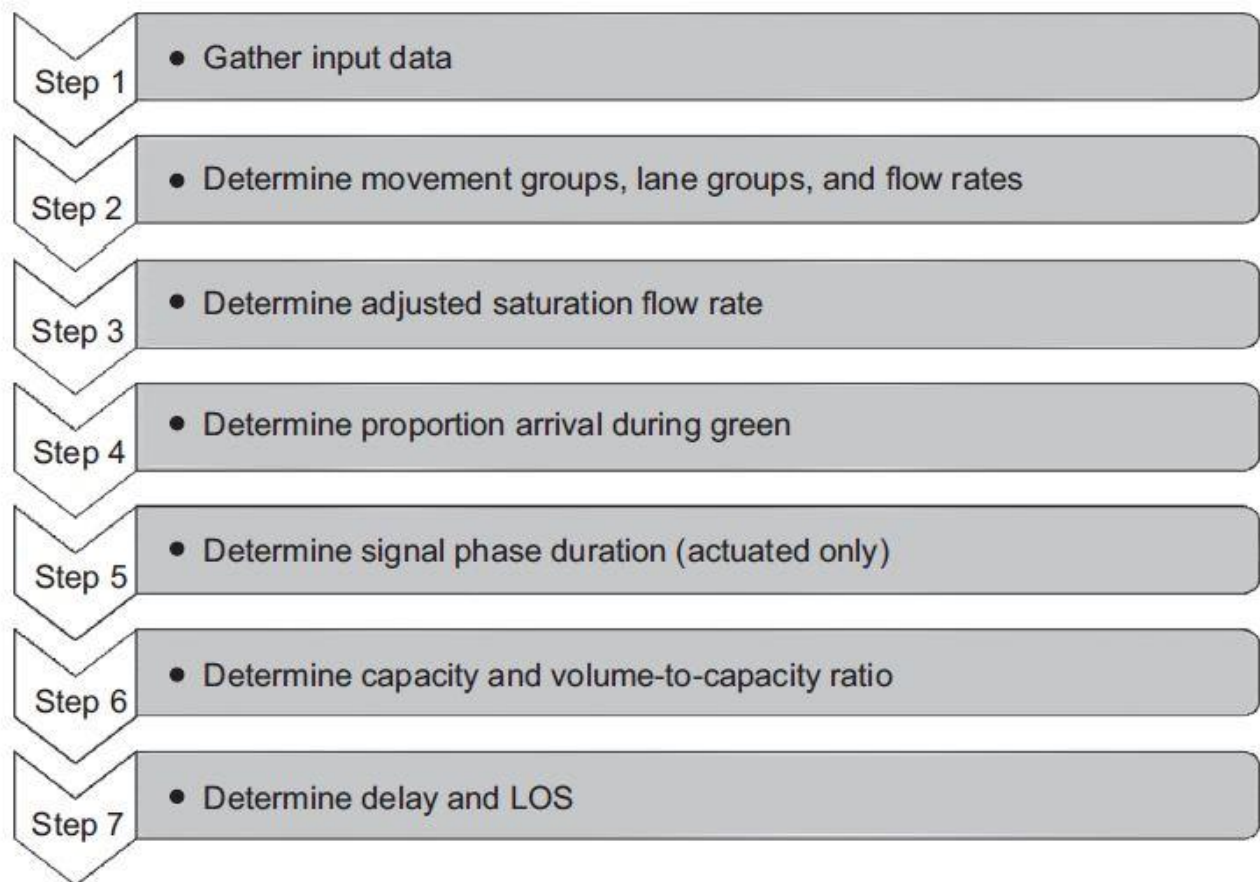 Step 1
• Gather input data
Step 2
• Determine movement groups, lane groups, and flow rates
Step 3
• Determine adjusted saturation flow rate
Step 4
• Determine proportion arrival during green
Step 5
• Determine signal phase duration (actuated only)
Step 6
• Determine capacity and volume-to-capacity ratio
Step 7
• Determine delay and LOS